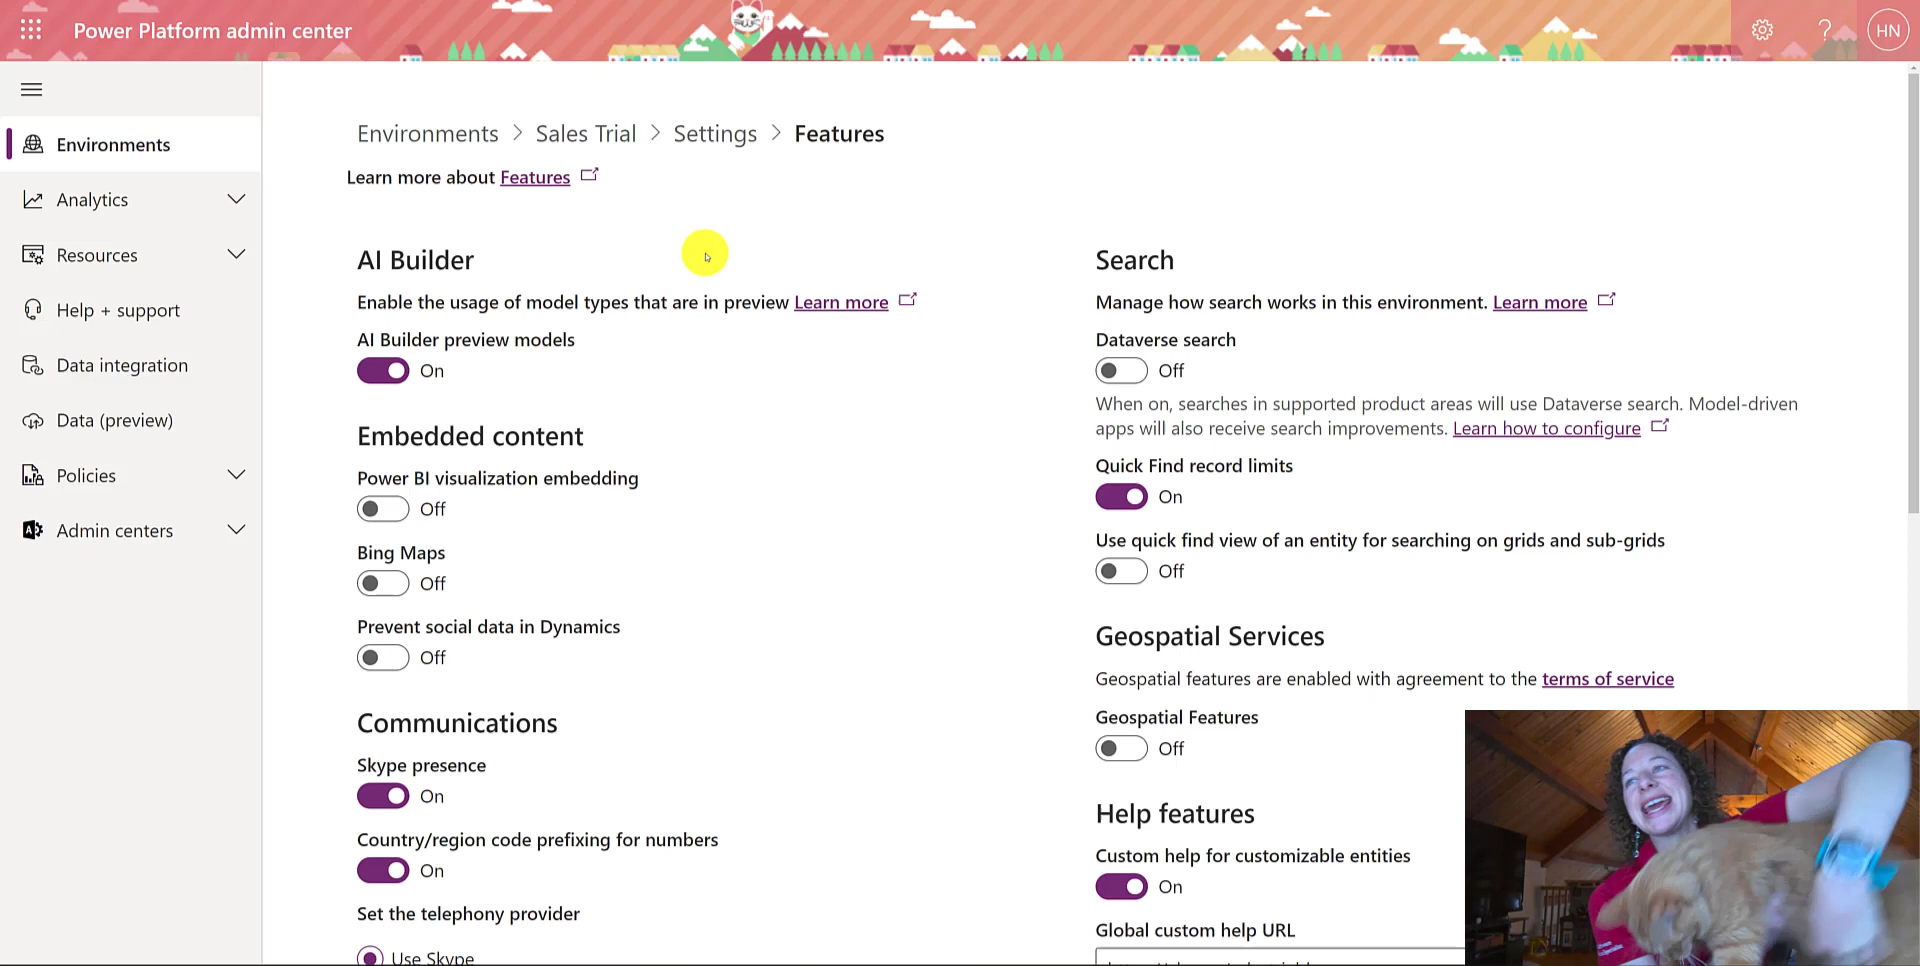 Power Platform admin center
?
HN
Environments
Analytics
Resources
Help + support
Data integration
Data (preview)
Policies
Admin centers
Environments > Sales Trial > Settings > Features
Learn more about Features
AI Builder
Enable the usage of model types that are in preview Learn more
AI Builder preview models
On
Embedded content
Power BI visualization embedding
Off
Bing Maps
Off
Prevent social data in Dynamics
Off
Communications
Skype presence
On
Country/region code prefixing for numbers
On
Set the telephony provider
Use Skype
Search
Manage how search works in this environment. Learn more
Dataverse search
Off
When on, searches in supported product areas will use Dataverse search. Model-driven
apps will also receive search improvements. Learn how to configure
Quick Find record limits
On
Use quick find view of an entity for searching on grids and sub-grids
Off
Geospatial Services
Geospatial features are enabled with agreement to the terms of service
Geospatial Features
Off
Help features
Custom help for customizable entities
On
Global custom help URL